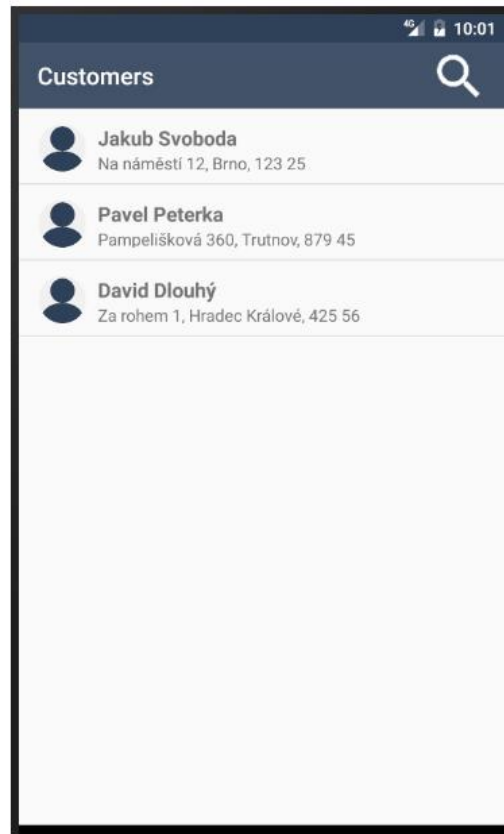 4G 10:01
Customers
Jakub Svoboda
Na náměstí 12, Brno, 123 25
Pavel Peterka
Pampelišková 360, Trutnov, 879 45
David Dlouhý
Za rohem 1, Hradec Králové, 425 56